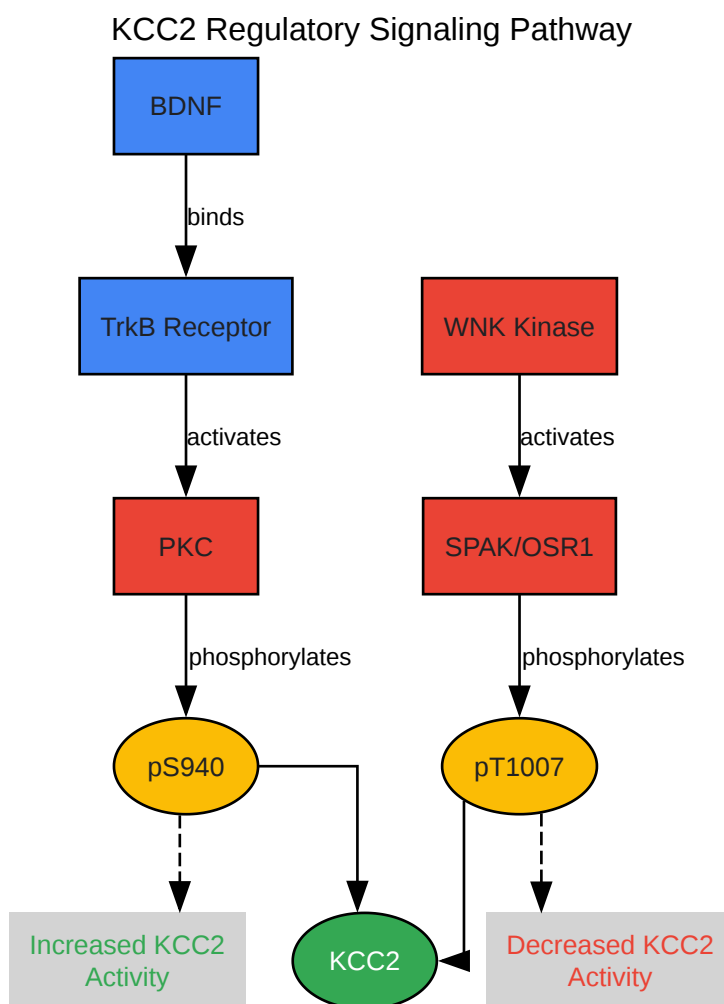 KCC2 Regulatory Signaling Pathway
BDNF
binds
TrkB Receptor
WNK Kinase
activates
activates
PKC
SPAK/OSR1
phosphorylates
phosphorylates
pS940
pT1007
Increased KCC2
Activity
KCC2
Decreased KCC2
Activity